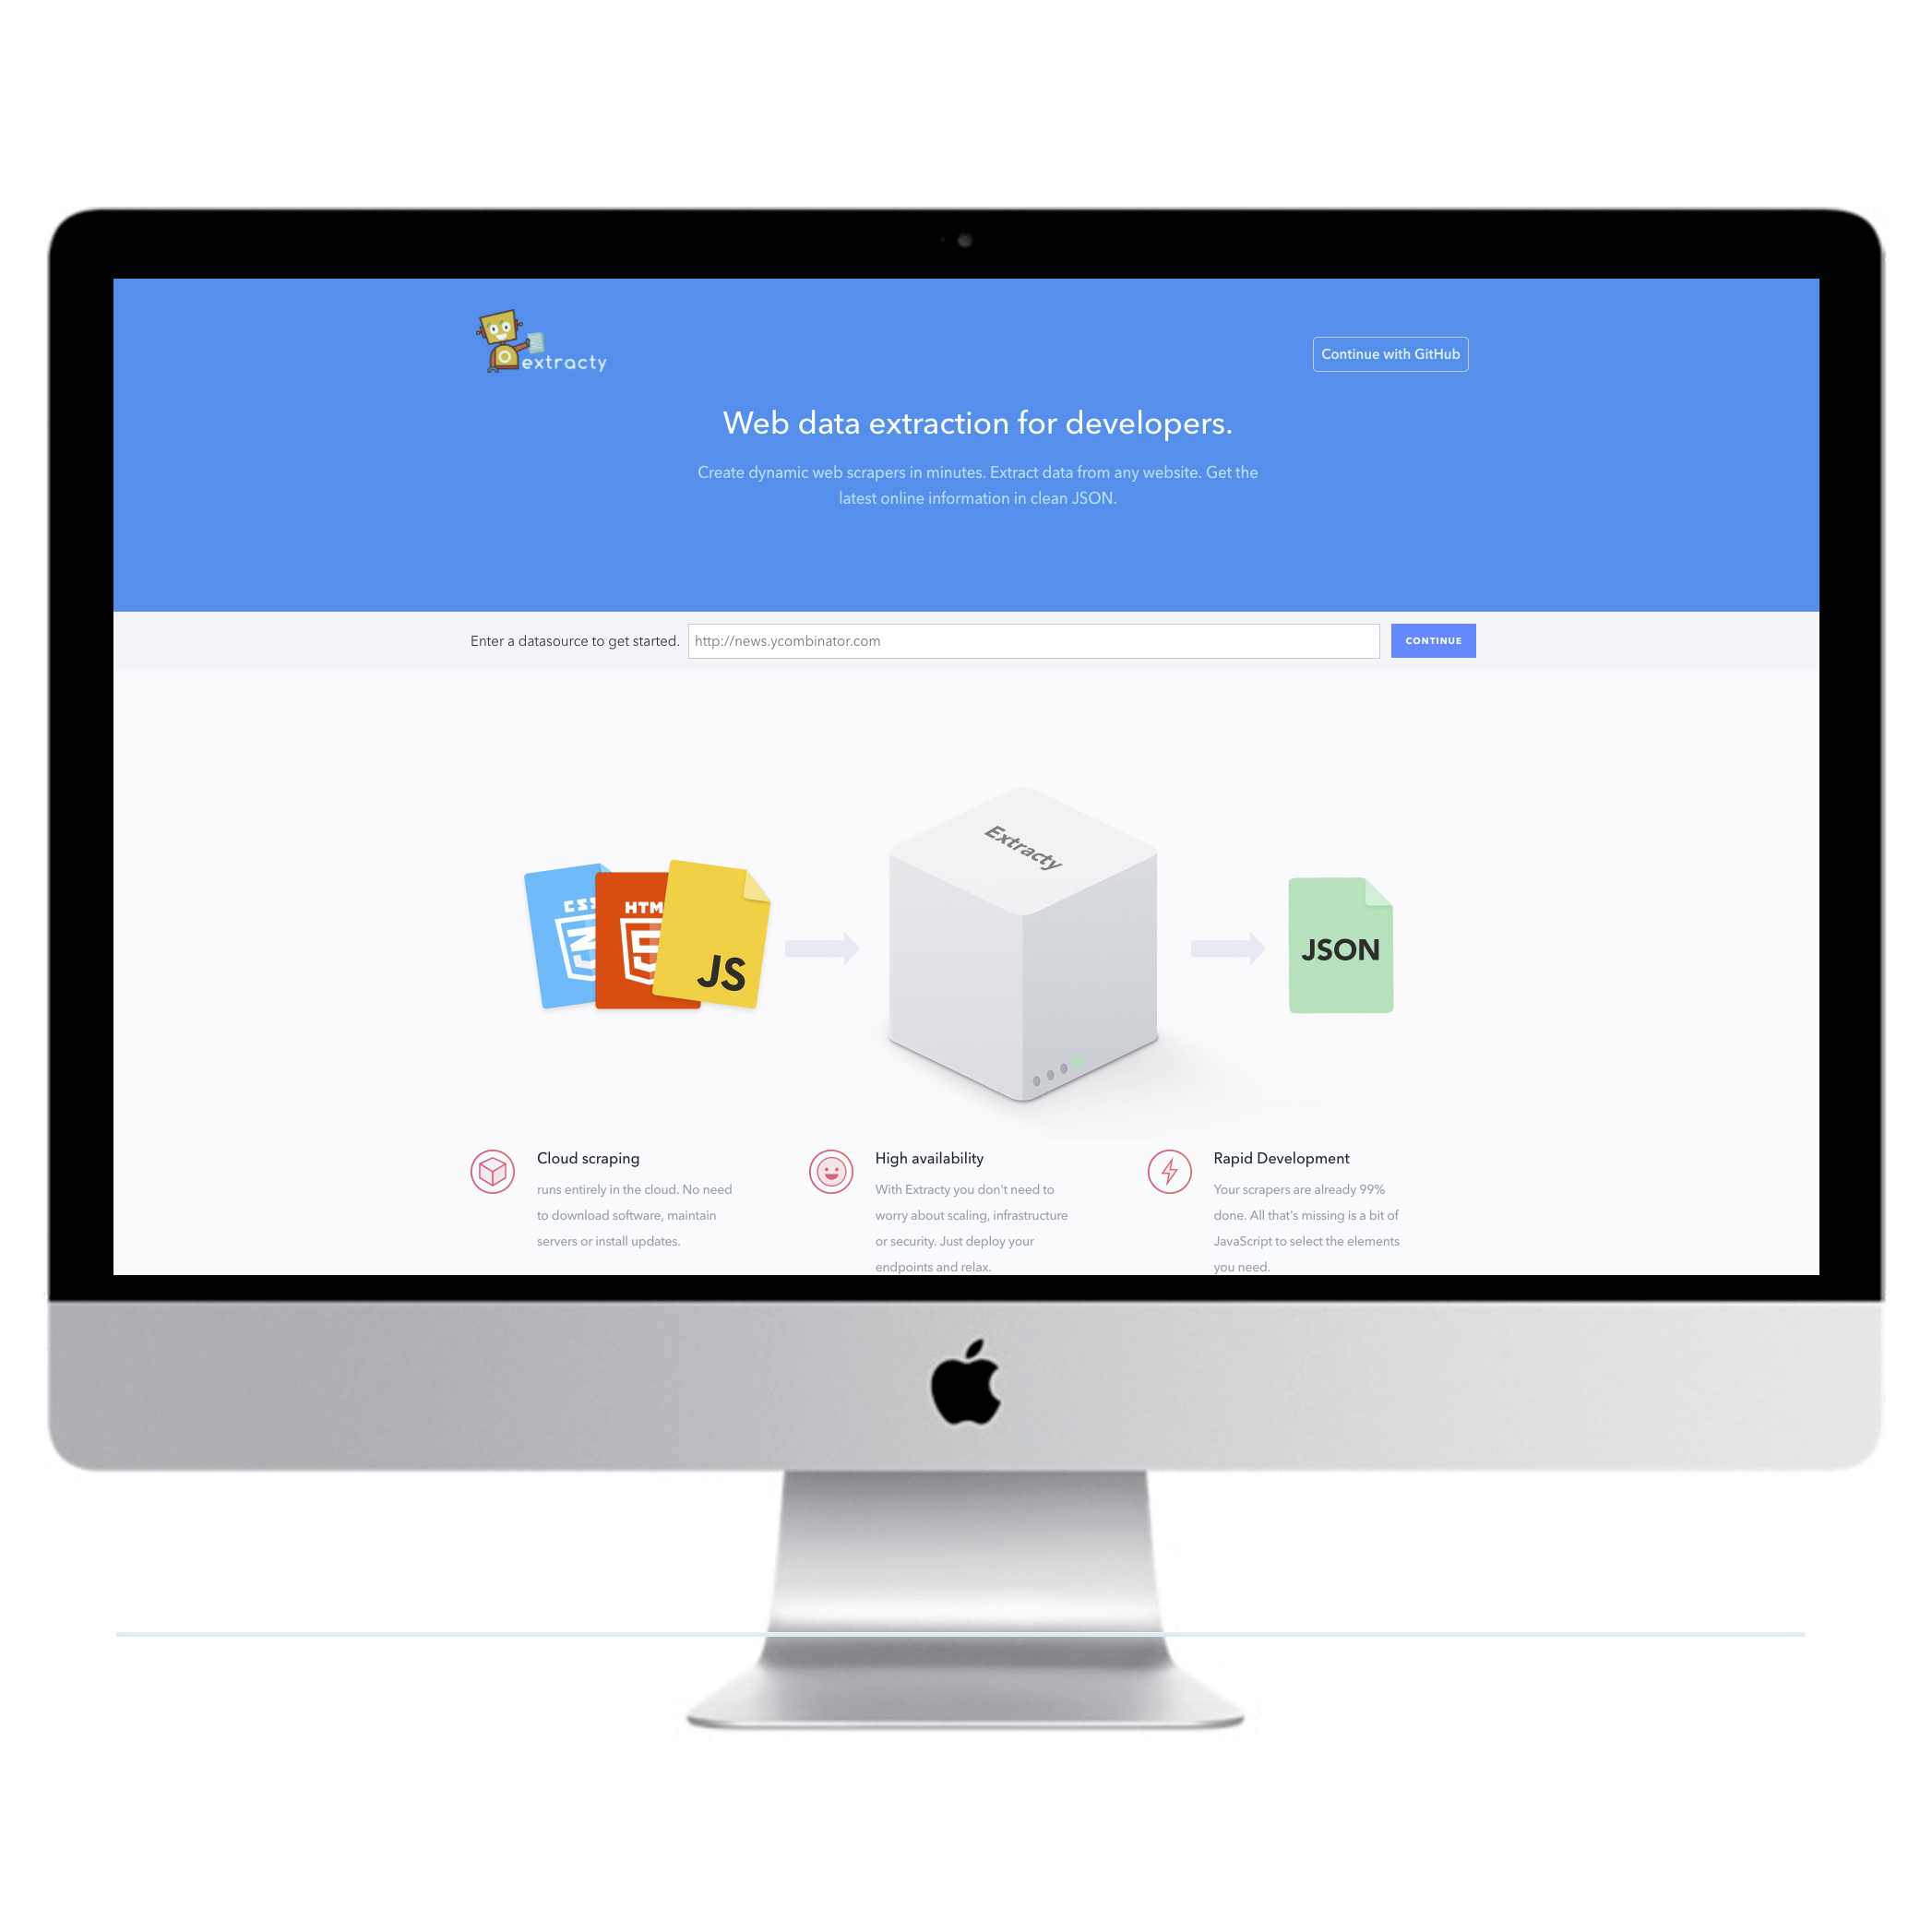 extracty
Continue with GitHub
Web data extraction for developers.
Create dynamic web scrapers in minutes. Extract data from any website. Get the
latest online information in clean JSON.
Enter a datasource to get started.
http://news.ycombinator.com
CONTINUE
Extracty
CSS
HTM
JS
JSON
Cloud scraping
runs entirely in the cloud. No need
to download software, maintain
servers or install updates.
High availability
With Extracty you don't need to
worry about scaling, infrastructure
or security. Just deploy your
endpoints and relax.
Rapid Development
Your scrapers are already 99%
done. All that's missing is a bit of
JavaScript to select the elements
you need.